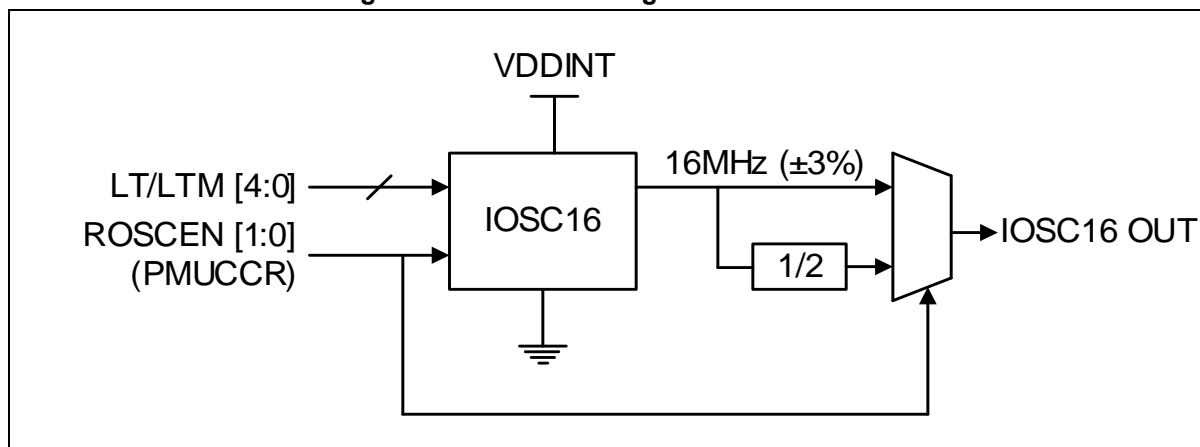 VDDINT
LT/LTM [4:0]
ROSCEN [1:0]
(PMUCCR)
IOSC16
16MHz (±3%)
1/2
IOSC16 OUT